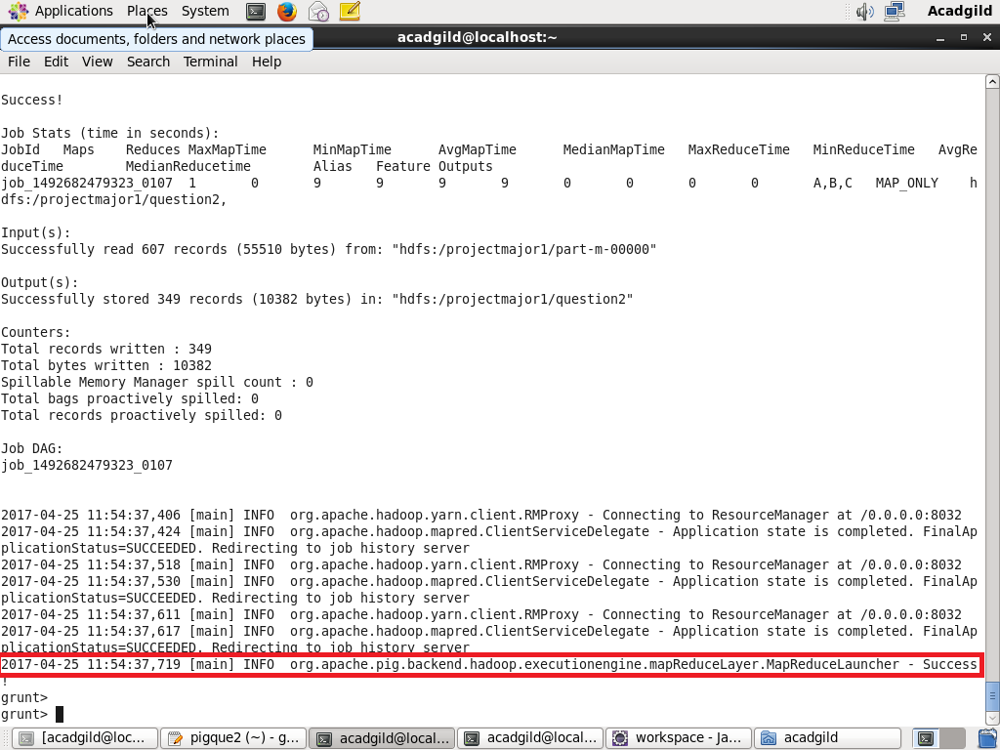 Applications Places System Acadgild
Access documents, folders and network places
acadgild@localhost:~
File Edit View Search Terminal Help
Success!
Job Stats (time in seconds):
JobId Maps Reduces MaxMapTime MinMapTime AvgMapTime MedianMapTime MaxReduceTime MinReduceTime AvgRe
duceTime MedianReducetime Alias Feature Outputs
job_1492682479323_0107 1 0 9 9 9 9 0 0 0 0 A,B,C MAP_ONLY h
dfs:/projectmajor1/question2,
Input(s):
Successfully read 607 records (55510 bytes) from: "hdfs:/projectmajor1/part-m-00000"
Output(s):
Successfully stored 349 records (10382 bytes) in: "hdfs:/projectmajor1/question2"
Counters:
Total records written : 349
Total bytes written : 10382
Spillable Memory Manager spill count : 0
Total bags proactively spilled: 0
Total records proactively spilled: 0
Job DAG:
job_1492682479323_0107
2017-04-25 11:54:37,406 [main] INFO org.apache.hadoop.yarn.client.RMProxy - Connecting to ResourceManager at /0.0.0.0:8032
2017-04-25 11:54:37,424 [main] INFO org.apache.hadoop.mapred.ClientServiceDelegate - Application state is completed. FinalAp
plicationStatus=SUCCEEDED. Redirecting to job history server
2017-04-25 11:54:37,518 [main] INFO org.apache.hadoop.yarn.client.RMProxy - Connecting to ResourceManager at /0.0.0.0:8032
2017-04-25 11:54:37,530 [main] INFO org.apache.hadoop.mapred.ClientServiceDelegate - Application state is completed. FinalAp
plicationStatus=SUCCEEDED. Redirecting to job history server
2017-04-25 11:54:37,611 [main] INFO org.apache.hadoop.yarn.client.RMProxy - Connecting to ResourceManager at /0.0.0.0:8032
2017-04-25 11:54:37,617 [main] INFO org.apache.hadoop.mapred.ClientServiceDelegate - Application state is completed. FinalAp
plicationStatus=SUCCEEDED. Redirecting to job history server
2017-04-25 11:54:37,719 [main] INFO org.apache.pig.backend.hadoop.executionengine.mapReduceLayer.MapReduceLauncher - Success
!
grunt>
grunt>
[acadgild@loc... pigque2 (~) - g... acadgild@local... acadgild@local... workspace - Ja... acadgild